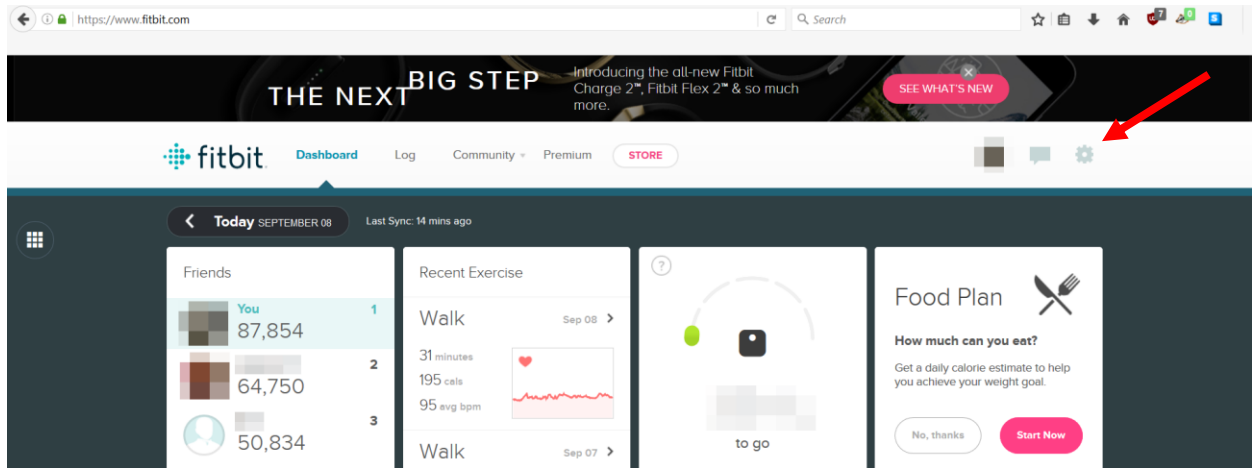 https://www.fitbit.com
Search
7
0
S
THE NEXT BIG STEP
Introducing the all-new Fitbit
Charge 2™, Fitbit Flex 2™ & so much
more.
SEE WHAT'S NEW
fitbit
Dashboard
Log
Community
Premium
STORE
Today SEPTEMBER 08
Last Sync: 14 mins ago
Friends
You
1
87,854
2
64,750
3
50,834
Recent Exercise
Walk
Sep 08
31 minutes
195 cals
95 avg bpm
Walk
Sep 07
?
to go
Food Plan
How much can you eat?
Get a daily calorie estimate to help
you achieve your weight goal.
No, thanks
Start Now